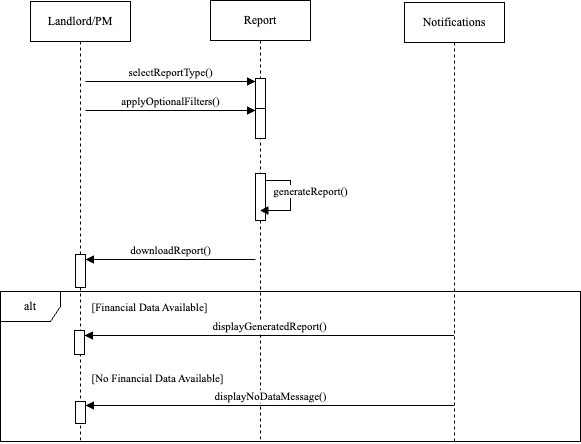 Landlord/PM
Report
Notifications
selectReportType()
applyOptionalFilters()
generateReport()
downloadReport()
alt
[Financial Data Available]
displayGeneratedReport()
[No Financial Data Available]
displayNoDataMessage()